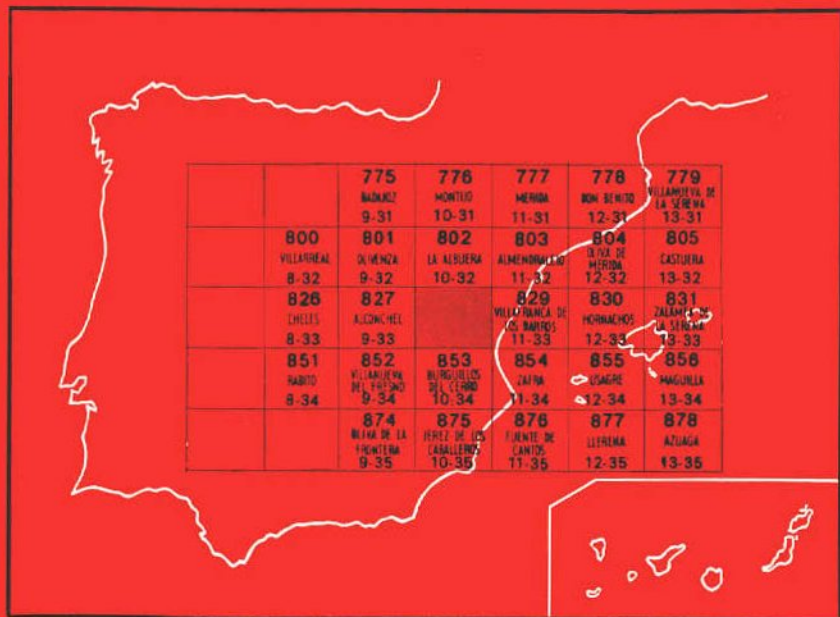 775
BADAJOZ
9-31
776
MONTIJO
10-31
777
MERIDA
11-31
778
DON BENITO
12-31
779
VILLANUEVA DE
LA SERENA
13-31
800
VILLARREAL
8-32
801
OLIVENZA
9-32
802
LA ALBUERA
10-32
803
ALMENDRALEJO
11-32
804
OLIVA DE
MERIDA
12-32
805
CASTUERA
13-32
826
CHELES
8-33
827
ALCONCHEL
9-33
829
VILLAFRANCA DE
LOS BARROS
11-33
830
HORNACHOS
12-33
831
ZALAMEA DE
LA SERENA
13-33
851
RABITO
8-34
852
VILLANUEVA
DEL FRESNO
9-34
853
BURGUILLOS
DEL CERRO
10-34
854
ZAFRA
11-34
855
USAGRE
12-34
856
MAGUILLA
13-34
874
OLIVA DE LA
FRONTERA
9-35
875
JEREZ DE LOS
CABALLEROS
10-35
876
FUENTE DE
CANTOS
11-35
877
LLERENA
12-35
878
AZUAGA
13-35